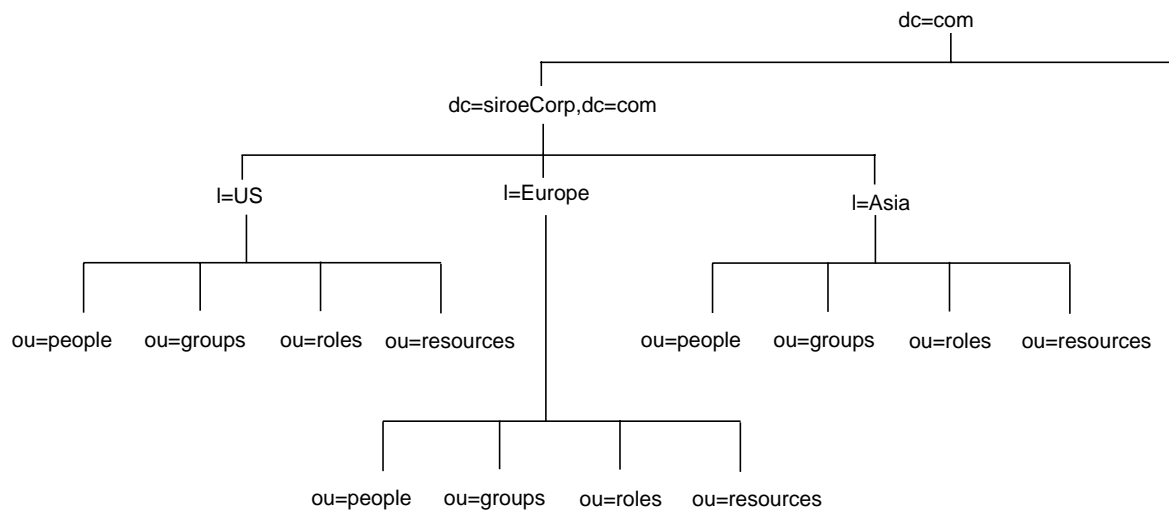 dc=com
dc=siroeCorp,dc=com
l=US
l=Europe
l=Asia
ou=people ou=groups ou=roles ou=resources
ou=people ou=groups ou=roles ou=resources
ou=people ou=groups ou=roles ou=resources